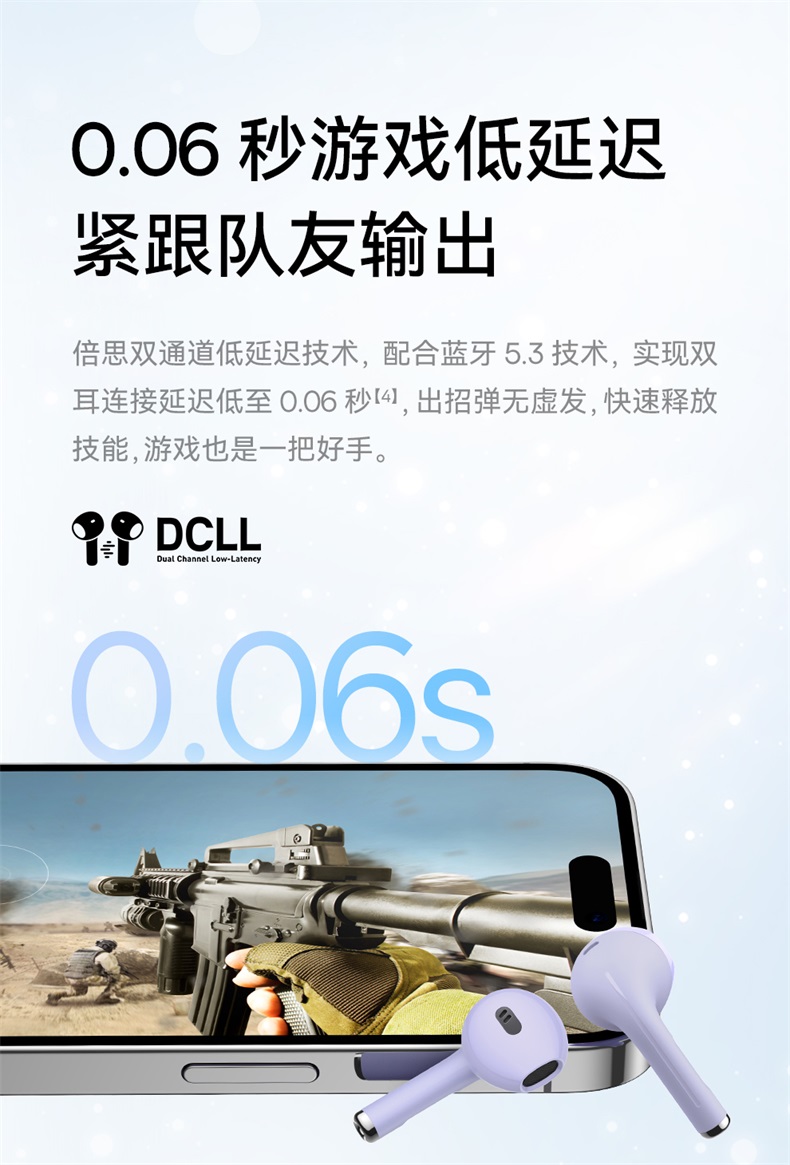 0.06 秒游戏低延迟
紧跟队友输出
倍思双通道低延迟技术，配合蓝牙 5.3 技术，实现双
耳连接延迟低至 0.06 秒【4】，出招弹无虚发，快速释放
技能，游戏也是一把好手。
DCLL
Dual Channel Low-Latency
0.06s